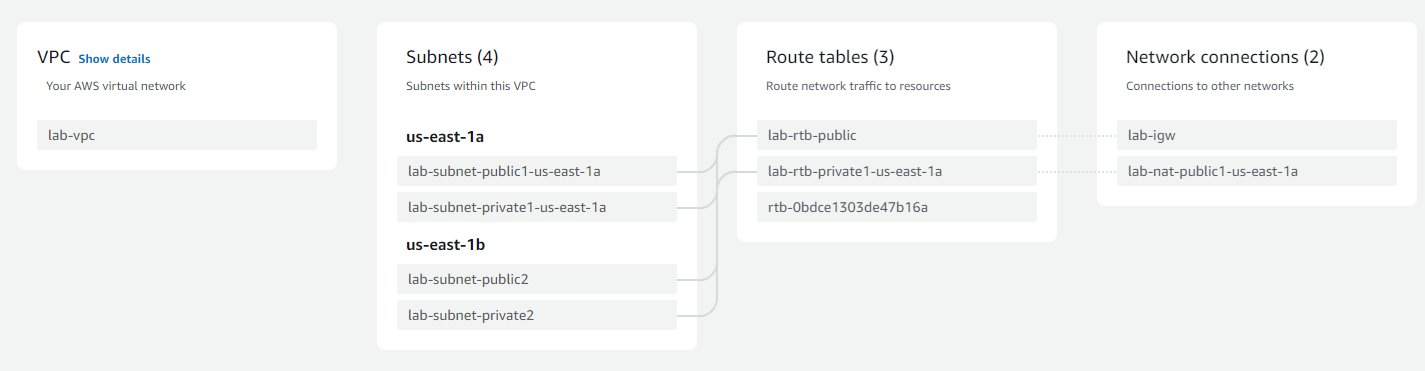 VPC Show details
Your AWS virtual network
lab-vpc
Subnets (4)
Subnets within this VPC
us-east-1a
lab-subnet-public1-us-east-1a
lab-subnet-private1-us-east-1a
us-east-1b
lab-subnet-public2
lab-subnet-private2
Route tables (3)
Route network traffic to resources
lab-rtb-public
lab-rtb-private1-us-east-1a
rtb-0bdce1303de47b16a
Network connections (2)
Connections to other networks
lab-igw
lab-nat-public1-us-east-1a